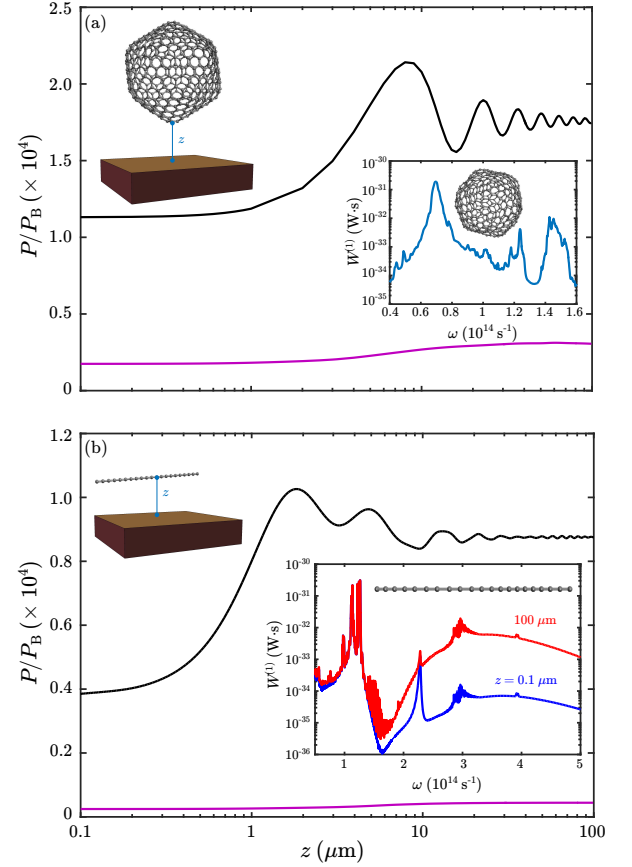 (a)
2.5
2.0
1.5
1.0
0.5
0
P/P_B (× 10^4)
z
10^-30
10^-31
10^-32
10^-33
10^-34
10^-35
W^(1) (W·s)
0.4 0.6 0.8 1 1.2 1.4 1.6
ω (10^14 s^-1)
(b)
1.2
1.0
0.8
0.6
0.4
0.2
0
P/P_B (× 10^4)
z
10^-30
10^-31
10^-32
10^-33
10^-34
10^-35
10^-36
W^(1) (W·s)
100 μm
z = 0.1 μm
1 2 3 4 5
ω (10^14 s^-1)
0.1 1 10 100
z (μm)